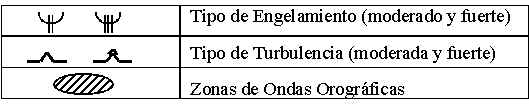 Tipo de Engelamiento (moderado y fuerte)
Tipo de Turbulencia (moderada y fuerte)
Zonas de Ondas Orográficas